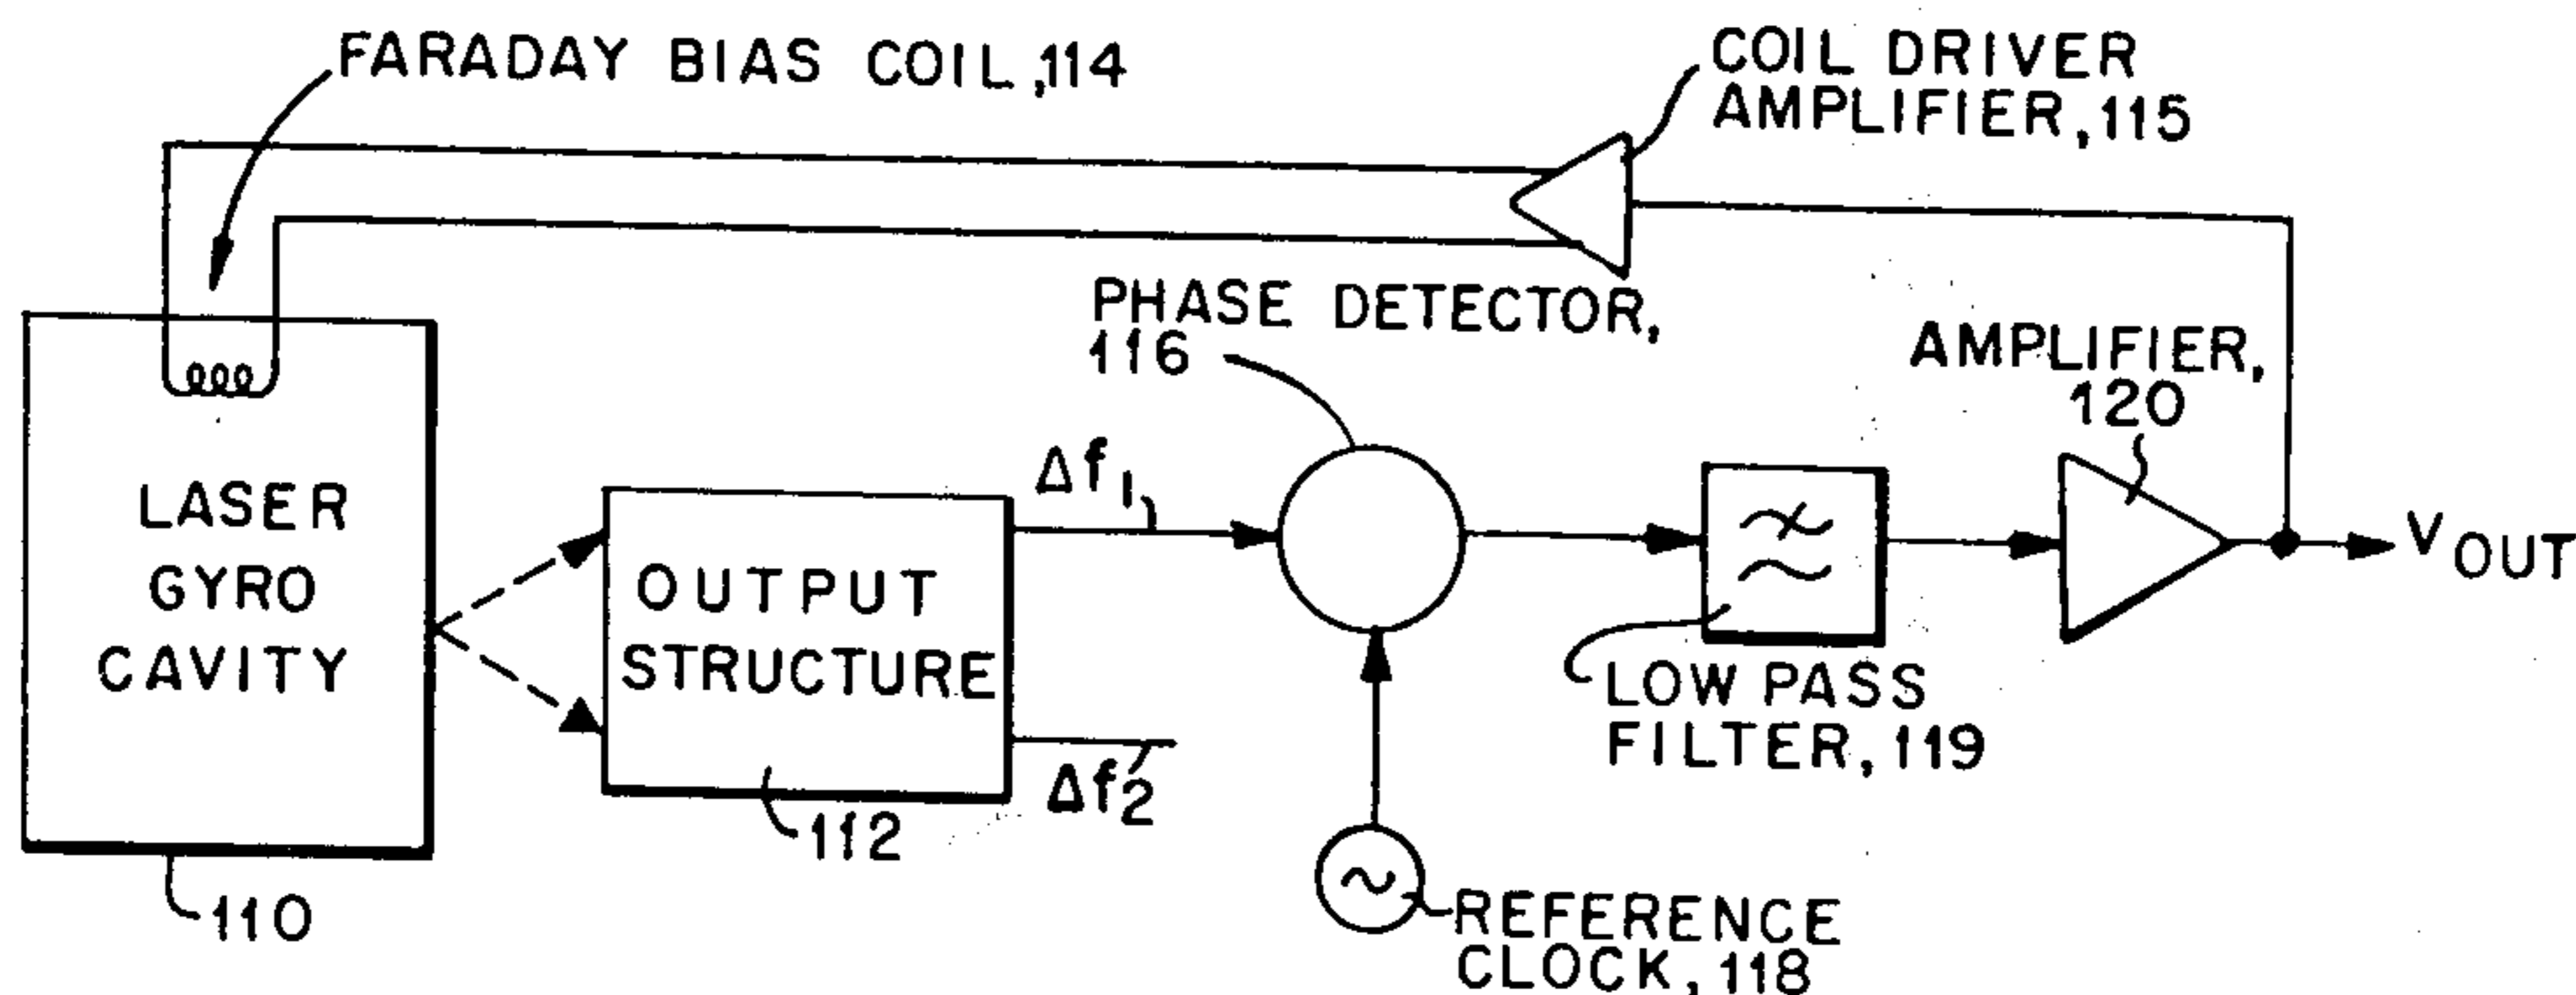 FARADAY BIAS COIL,114
COIL DRIVER
AMPLIFIER,115
PHASE DETECTOR,
116
AMPLIFIER,
120
LASER
GYRO
CAVITY
110
OUTPUT
STRUCTURE
112
Δf1
Δf2
LOW PASS
FILTER,119
VOUT
REFERENCE
CLOCK,118